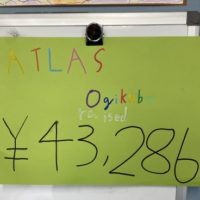 ATLAS
Ogikubo
raised
¥43,286